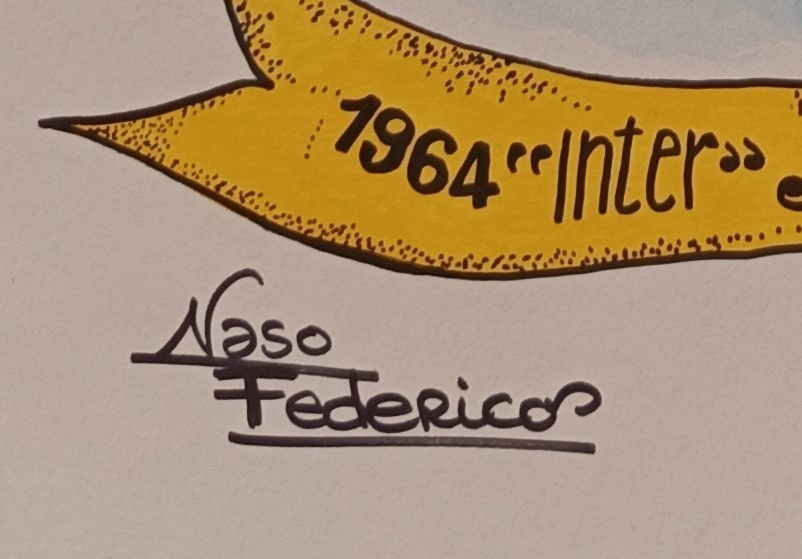 1964 “Inter”
Naso
Federico